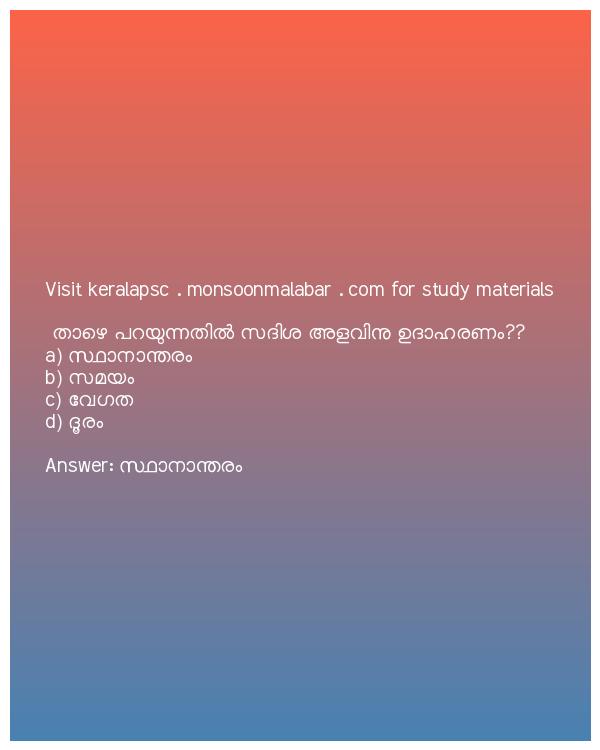 Visit keralapsc . monsoonmalabar . com for study materials
താഴെ പറയുന്നതിൽ സദിശ അളവിനു ഉദാഹരണം??
a) സ്ഥാനാന്തരം
b) സമയം
c) വേഗത
d) ദൂരം
Answer: സ്ഥാനാന്തരം